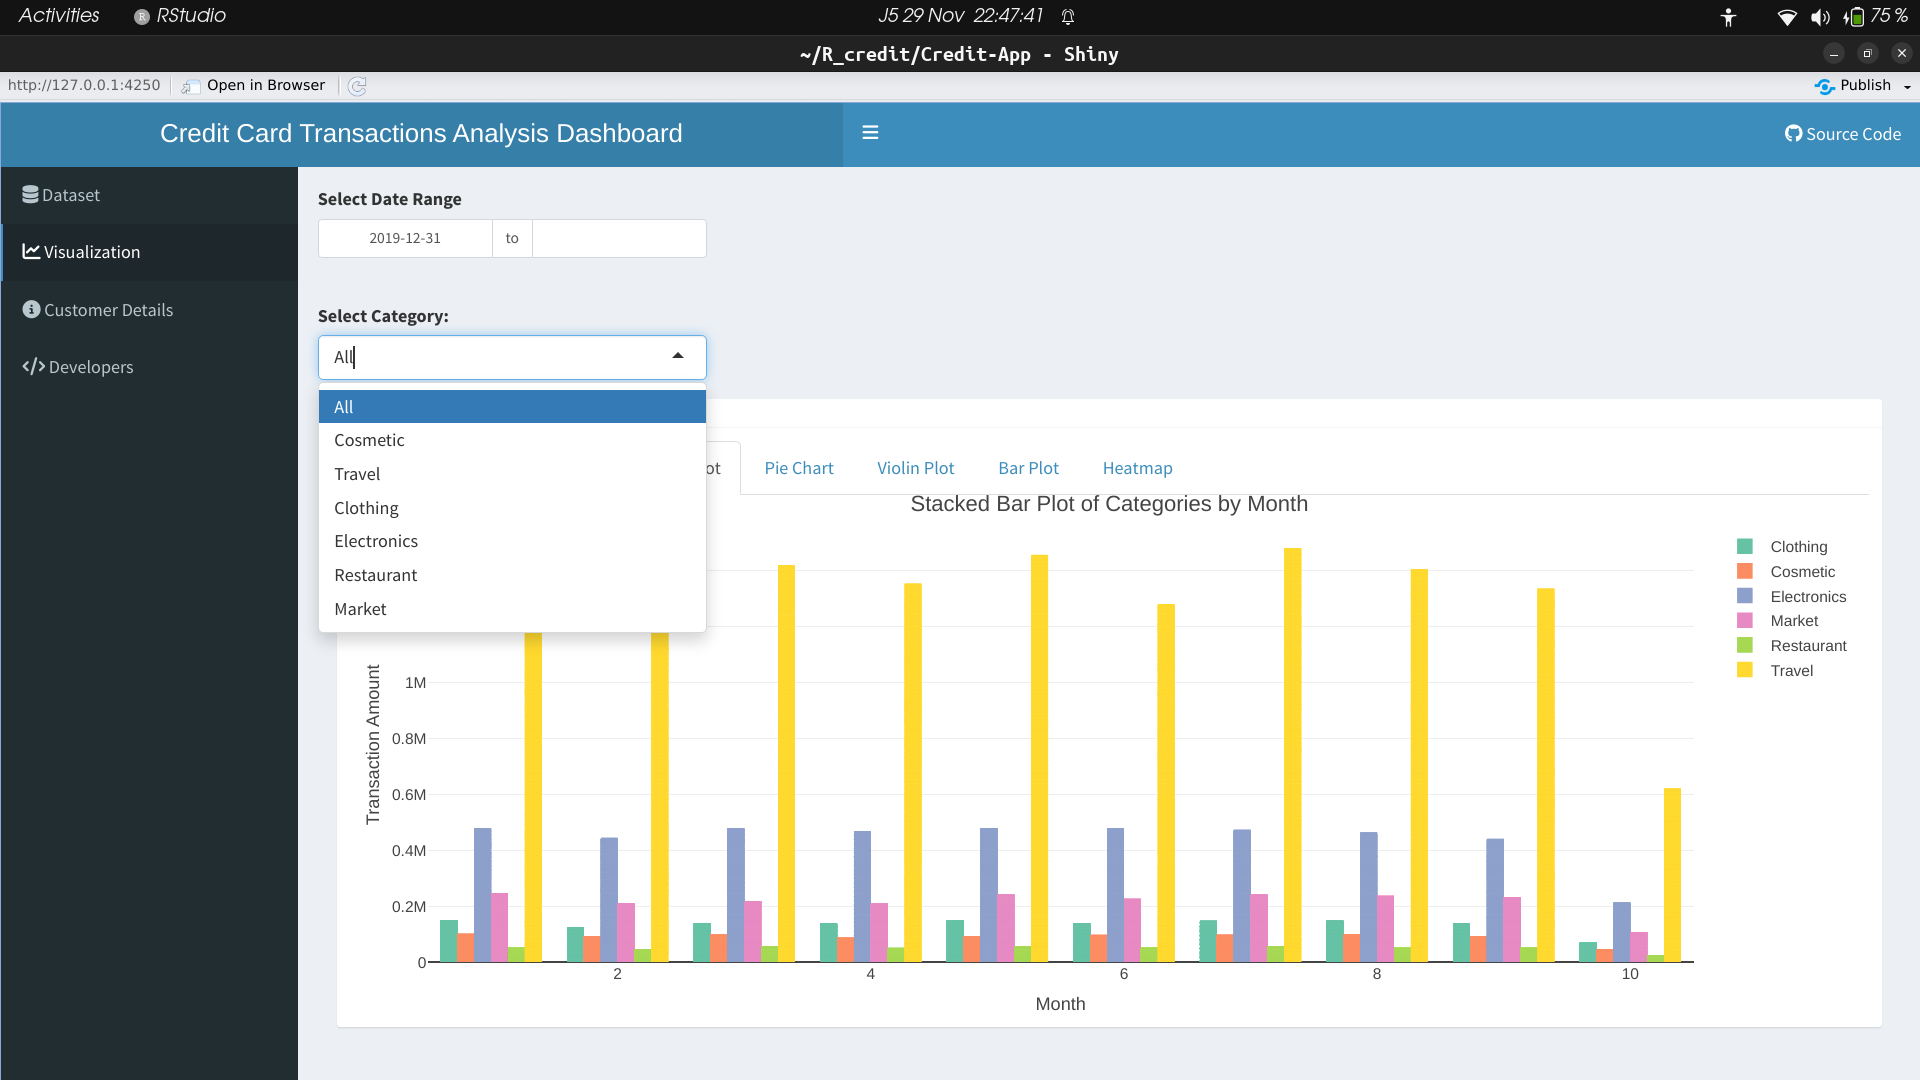 Activities RStudio J5 29 Nov 22:47:41 75 %
~/R_credit/Credit-App - Shiny
http://127.0.0.1:4250 Open in Browser Publish
Credit Card Transactions Analysis Dashboard Source Code
Dataset
Visualization
Customer Details
Developers
Select Date Range
2019-12-31 to
Select Category:
All
All
Cosmetic
Travel
Clothing
Electronics
Restaurant
Market
ot Pie Chart Violin Plot Bar Plot Heatmap
Stacked Bar Plot of Categories by Month
Clothing
Cosmetic
Electronics
Market
Restaurant
Travel
Transaction Amount
1M
0.8M
0.6M
0.4M
0.2M
0
2 4 6 8 10
Month